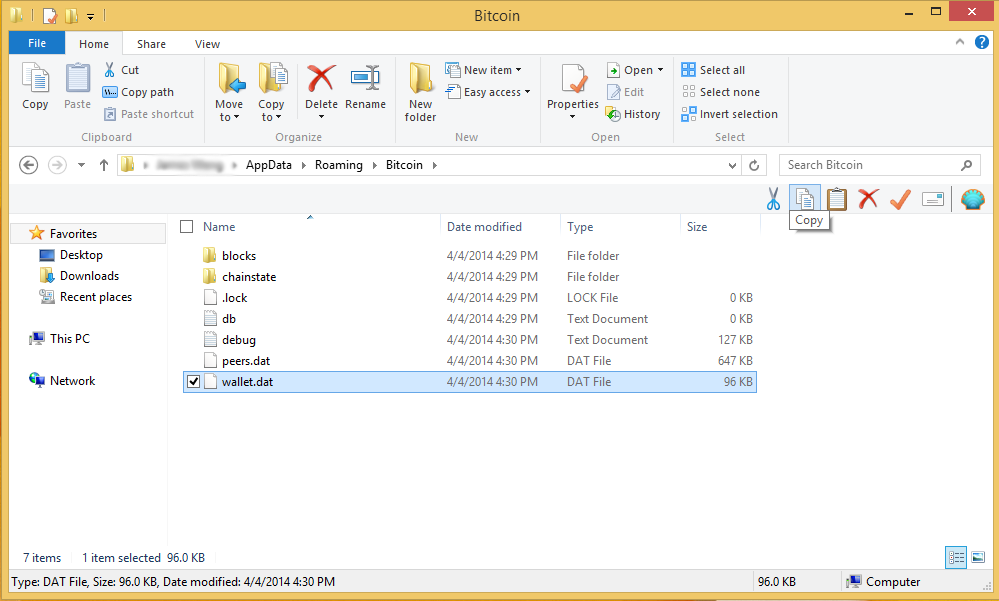 Bitcoin
File Home Share View
Copy Paste Cut Copy path Paste shortcut
Move to Copy to Delete Rename
New folder New item Easy access
Properties Open Edit History
Select all Select none Invert selection
Clipboard Organize New Open Select
AppData Roaming Bitcoin Search Bitcoin
Copy
Favorites
Desktop
Downloads
Recent places
This PC
Network
Name Date modified Type Size
blocks 4/4/2014 4:29 PM File folder
chainstate 4/4/2014 4:29 PM File folder
.lock 4/4/2014 4:29 PM LOCK File 0 KB
db 4/4/2014 4:29 PM Text Document 0 KB
debug 4/4/2014 4:30 PM Text Document 127 KB
peers.dat 4/4/2014 4:30 PM DAT File 647 KB
wallet.dat 4/4/2014 4:30 PM DAT File 96 KB
7 items 1 item selected 96.0 KB
Type: DAT File, Size: 96.0 KB, Date modified: 4/4/2014 4:30 PM 96.0 KB Computer